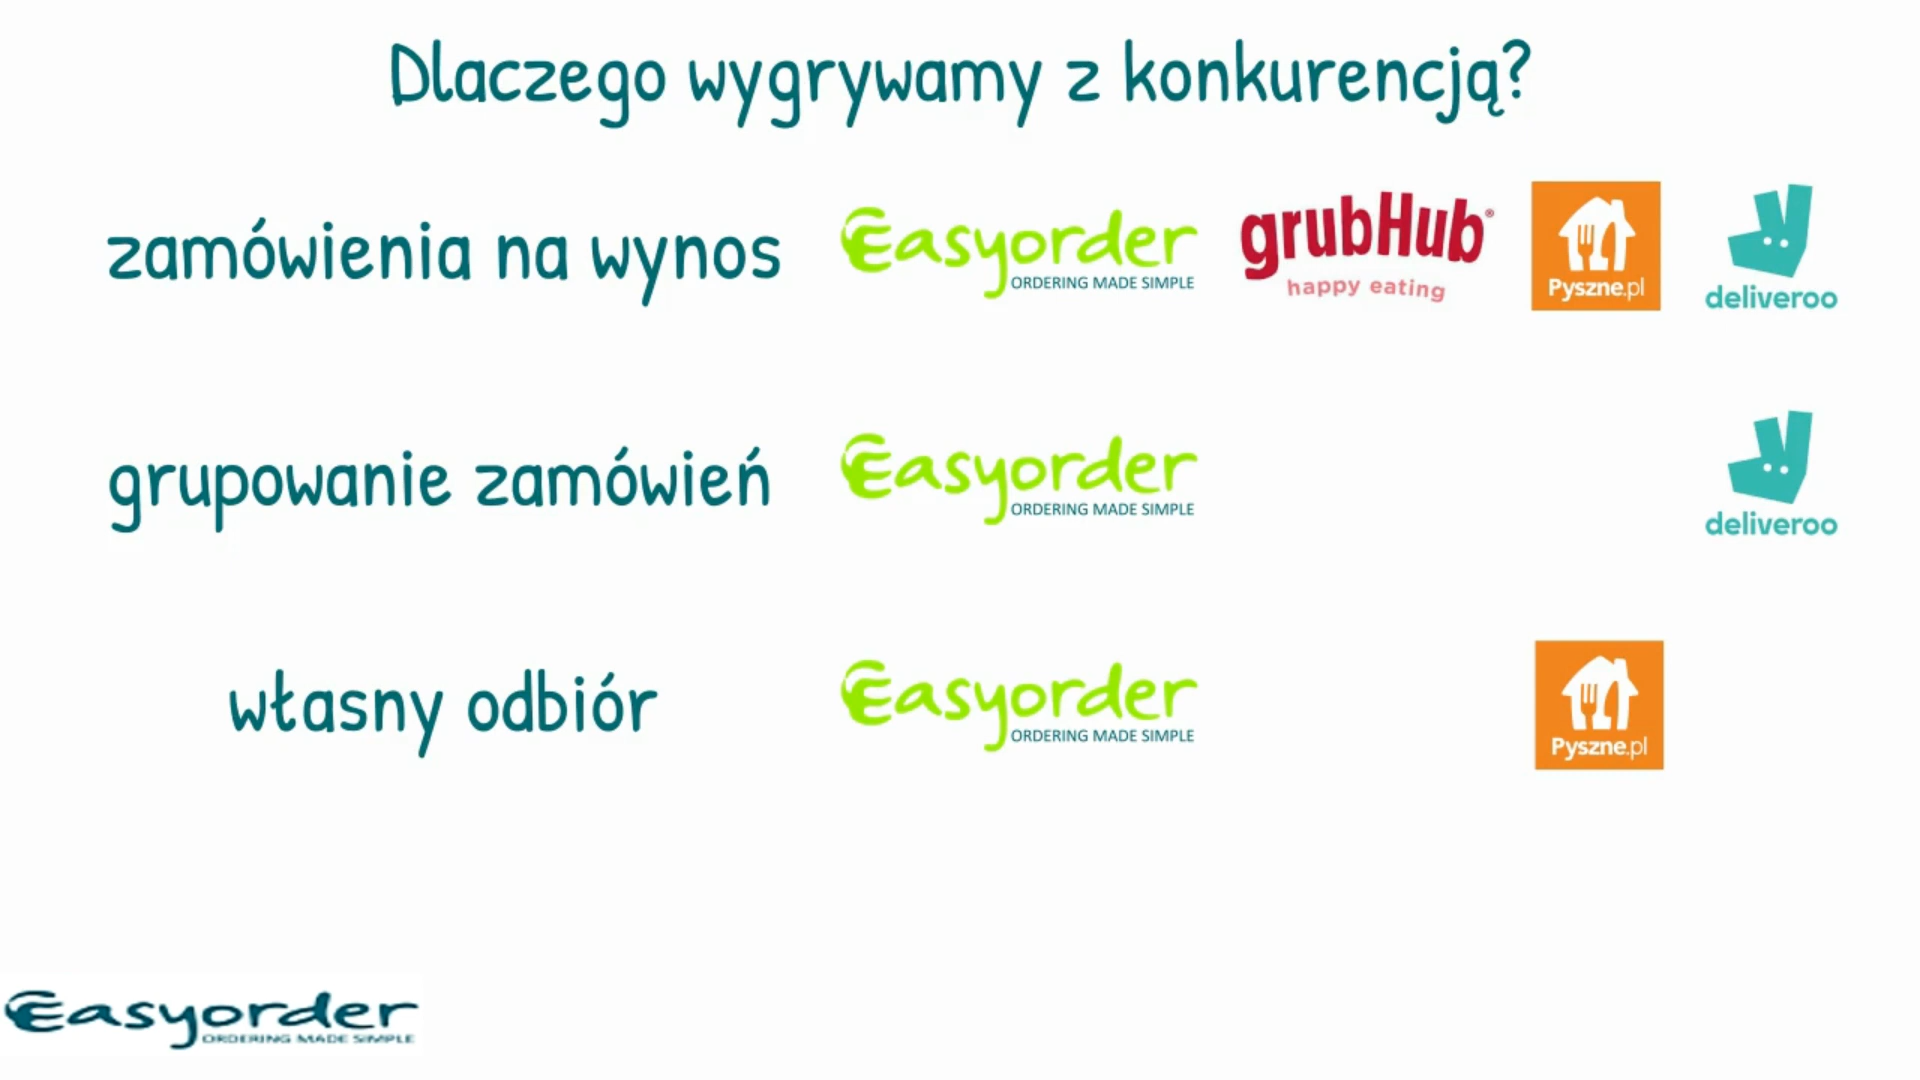 Dlaczego wygrywamy z konkurencją?
zamówienia na wynos
Easyorder
ORDERING MADE SIMPLE
grubHub®
happy eating
Pyszne.pl
deliveroo
grupowanie zamówień
Easyorder
ORDERING MADE SIMPLE
deliveroo
własny odbiór
Easyorder
ORDERING MADE SIMPLE
Pyszne.pl
Easyorder
ORDERING MADE SIMPLE